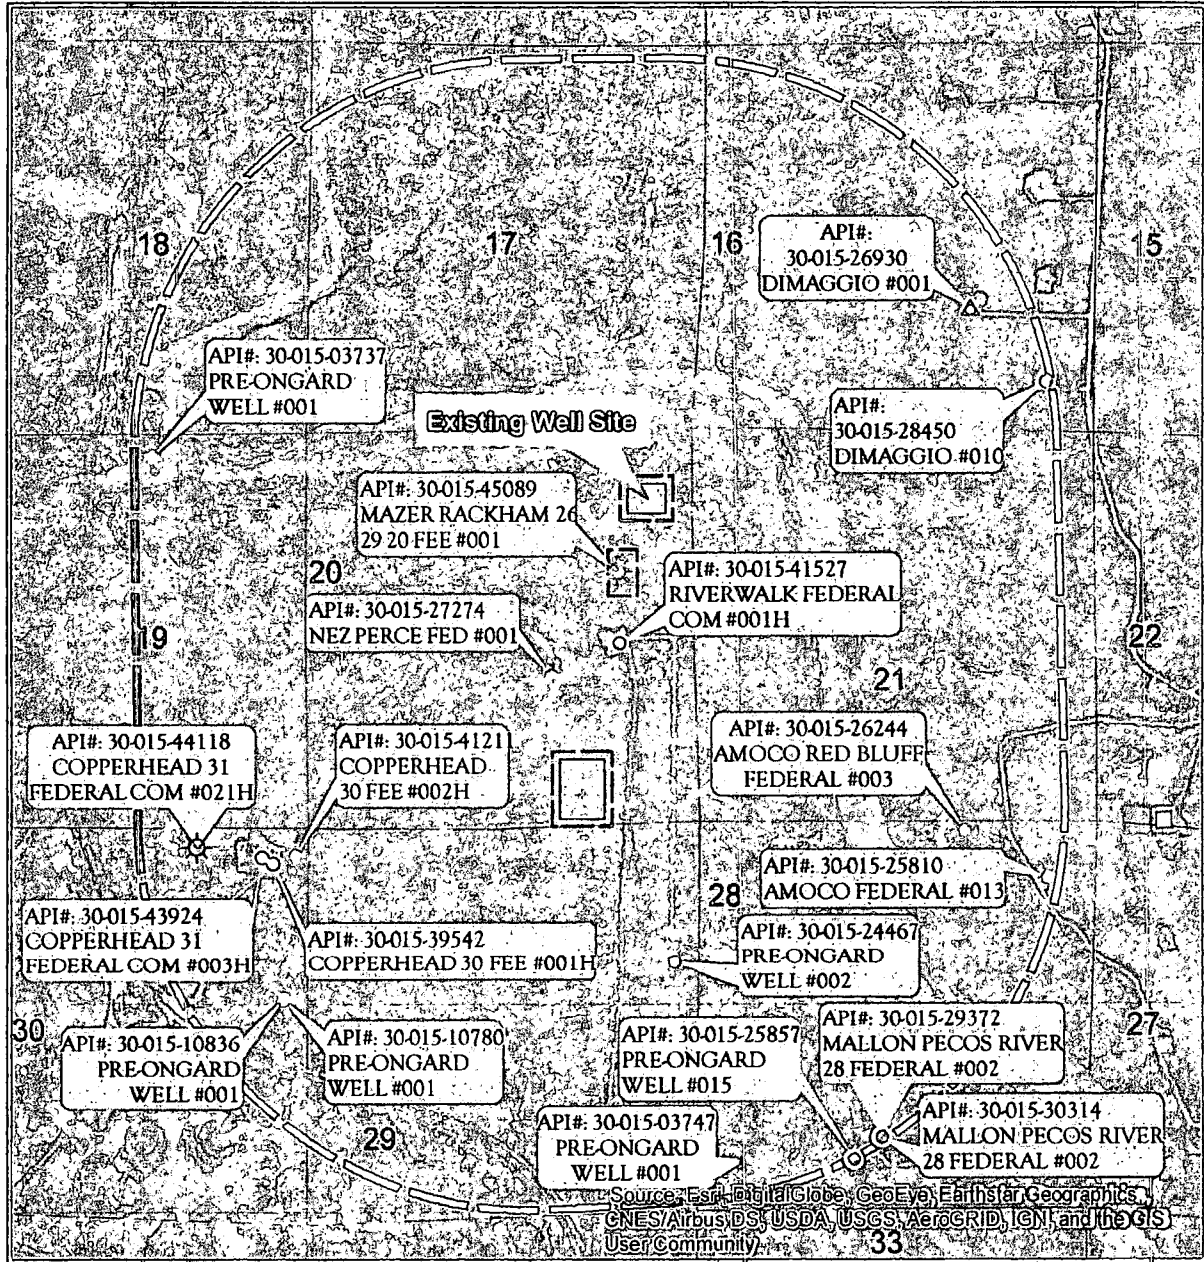 18
17
16
15
API#:
30-015-26930
DIMAGGIO #001
API#: 30-015-03737
PRE-ONGARD
WELL #001
Existing Well Site
API#:
30-015-28450
DIMAGGIO #010
API#: 30-015-45089
MAZER RACKHAM 26
29 20 FEE #001
20
API#: 30-015-41527
RIVERWALK FEDERAL
COM #001H
API#: 30-015-27274
NEZ PERCE FED #001
19
22
21
API#: 30-015-44118
COPPERHEAD 31
FEDERAL COM #021H
API#: 30-015-4121
COPPERHEAD
30 FEE #002H
API#: 30-015-26244
AMOCO RED BLUFF
FEDERAL #003
API#: 30-015-25810
AMOCO FEDERAL #013
28
API#: 30-015-43924
COPPERHEAD 31
FEDERAL COM #003H
API#: 30-015-39542
COPPERHEAD 30 FEE #001H
API#: 30-015-24467
PRE-ONGARD
WELL #002
30
API#: 30-015-10836
PRE-ONGARD
WELL #001
API#: 30-015-10780
PRE-ONGARD
WELL #001
API#: 30-015-25857
PRE-ONGARD
WELL #015
API#: 30-015-29372
MALLON PECOS RIVER
28 FEDERAL #002
27
29
API#: 30-015-03747
PRE-ONGARD
WELL #001
API#: 30-015-30314
MALLON PECOS RIVER
28 FEDERAL #002
Source: Esri, DigitalGlobe, GeoEye, Earthstar Geographics,
CNES/Airbus DS, USDA, USGS, AeroGRID, IGN, and the GIS
User Community
33